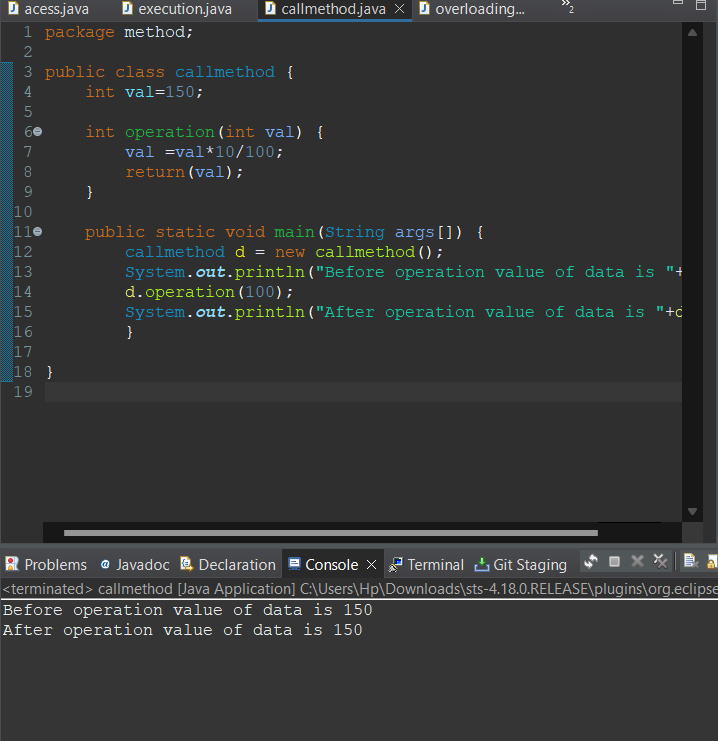 acess.java execution.java callmethod.java overloading... »2
1 package method;
2
3 public class callmethod {
4 int val=150;
5
6 int operation(int val) {
7 val =val*10/100;
8 return(val);
9 }
10
11 public static void main(String args[]) {
12 callmethod d = new callmethod();
13 System.out.println("Before operation value of data is "+
14 d.operation(100);
15 System.out.println("After operation value of data is "+d
16 }
17
18 }
19
Problems @ Javadoc Declaration Console Terminal Git Staging
<terminated> callmethod [Java Application] C:\Users\Hp\Downloads\sts-4.18.0.RELEASE\plugins\org.eclipse
Before operation value of data is 150
After operation value of data is 150